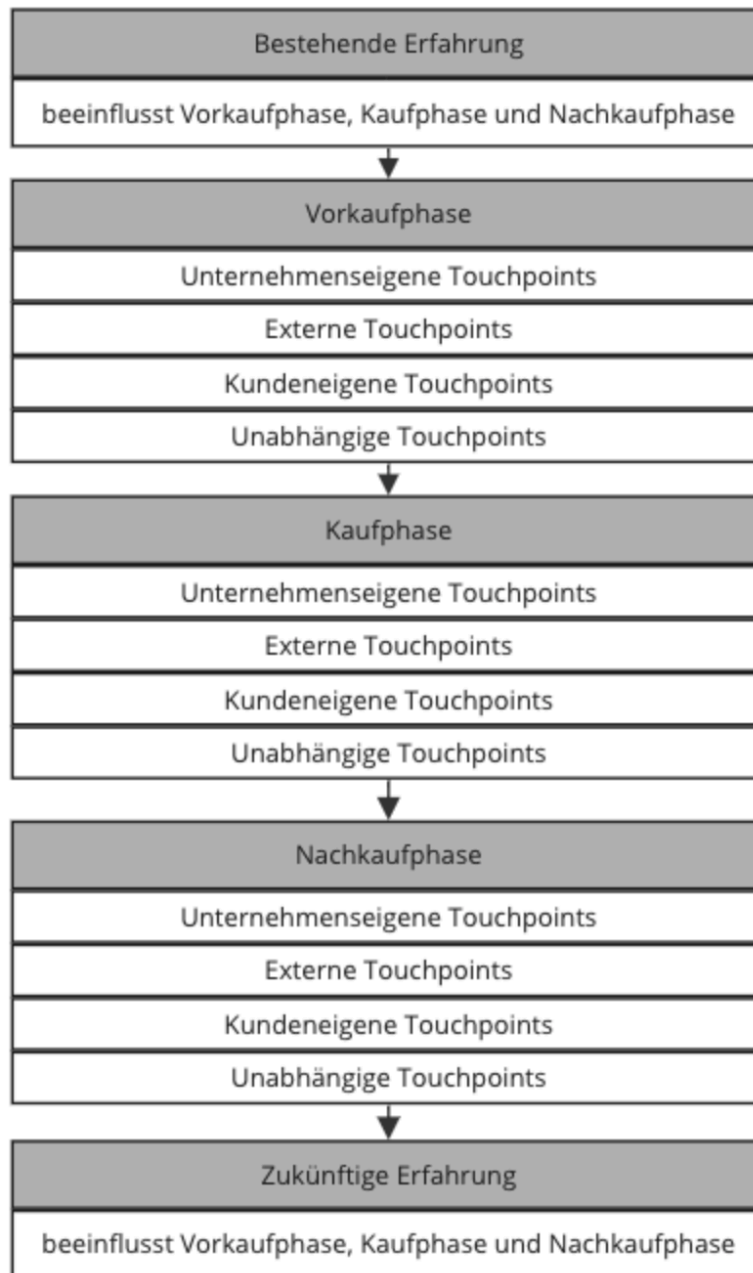 Bestehende Erfahrung
beeinflusst Vorkaufphase, Kaufphase und Nachkaufphase
Vorkaufphase
Unternehmenseigene Touchpoints
Externe Touchpoints
Kundeneigene Touchpoints
Unabhängige Touchpoints
Kaufphase
Unternehmenseigene Touchpoints
Externe Touchpoints
Kundeneigene Touchpoints
Unabhängige Touchpoints
Nachkaufphase
Unternehmenseigene Touchpoints
Externe Touchpoints
Kundeneigene Touchpoints
Unabhängige Touchpoints
Zukünftige Erfahrung
beeinflusst Vorkaufphase, Kaufphase und Nachkaufphase